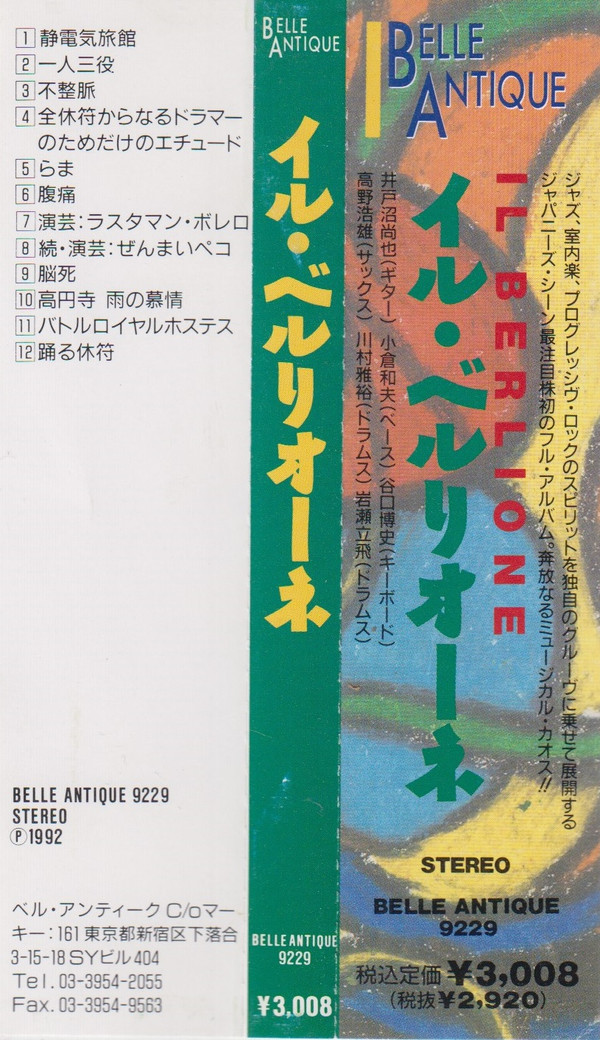 1 静電気旅館
2 一人三役
3 不整脈
4 全休符からなるドラマー
のためだけのエチュード
5 らま
6 腹痛
7 演芸:ラスタマン・ボレロ
8 続・演芸:ぜんまいペコ
9 脳死
10 高円寺 雨の慕情
11 バトルロイヤルホステス
12 踊る休符
BELLE ANTIQUE 9229
STEREO
Ⓟ1992
ベル・アンティーク C/oマー
キー:161 東京都新宿区下落合
3-15-18 SYビル 404
Tel. 03-3954-2055
Fax. 03-3954-9563
BELLE
ANTIQUE
イル・ベルリオーネ
BELLE ANTIQUE
9229
¥3,008
BELLE
ANTIQUE
ジャズ、室内楽、プログレッシヴ・ロックのスピリットを独自のグルーヴに乗せて展開する
ジャパニーズ・シーン最注目株初のフル・アルバム。奔放なるミュージカル・カオス!!
IL BERLIONE
イル・ベルリオーネ
井戸沼尚也(ギター) 小倉和夫(ベース) 谷口博史(キーボード)
高野浩雄(サックス) 川村雅裕(ドラムス) 岩瀬立飛(ドラムス)
STEREO
BELLE ANTIQUE
9229
税込定価 ¥3,008
(税抜¥2,920)